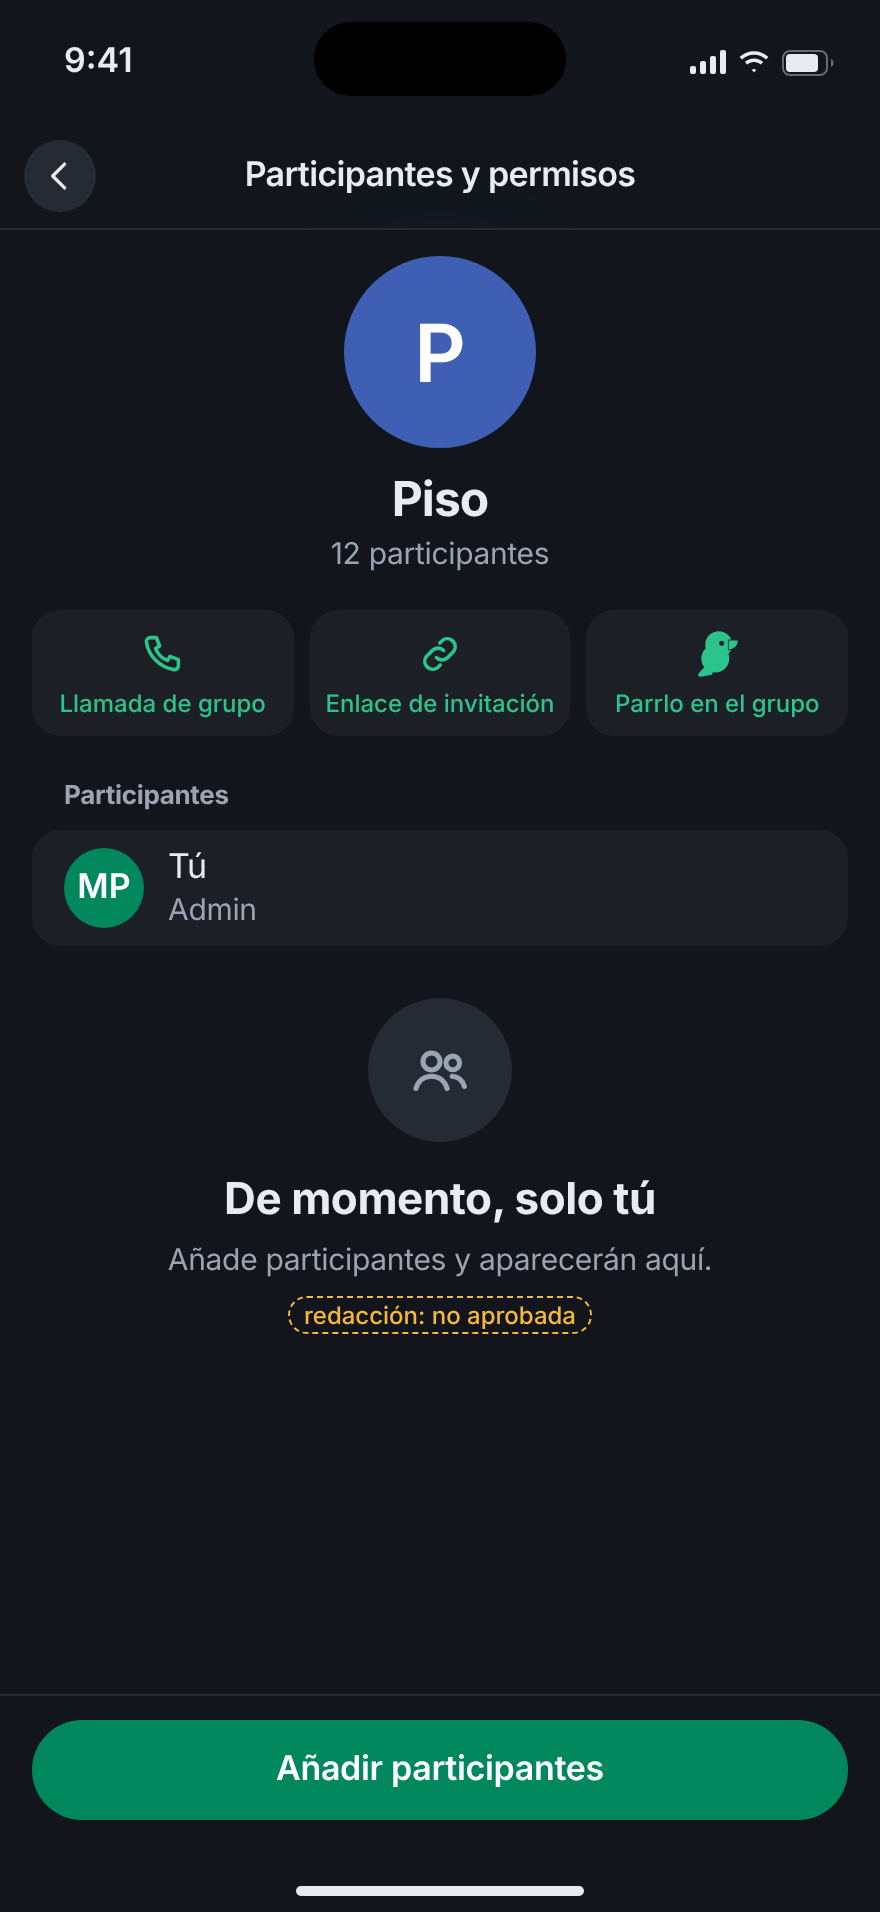 9:41
Participantes y permisos
P
Piso
12 participantes
Llamada de grupo
Enlace de invitación
Parrlo en el grupo
Participantes
MP
Tú
Admin
De momento, solo tú
Añade participantes y aparecerán aquí.
redacción: no aprobada
Añadir participantes